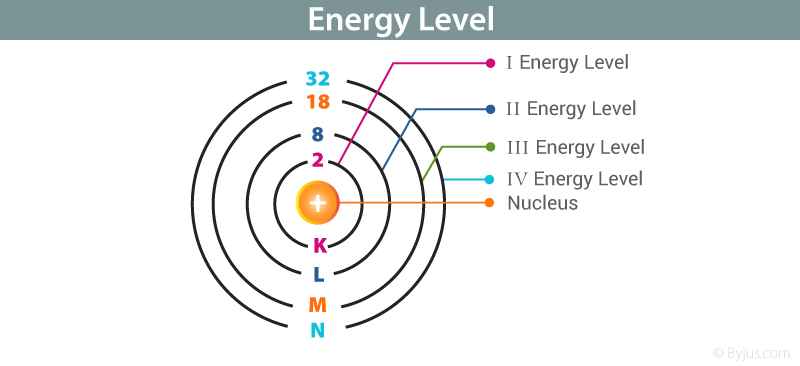 Energy Level
32
18
8
2
+
K
L
M
N
I Energy Level
II Energy Level
III Energy Level
IV Energy Level
Nucleus
© Byjus.com